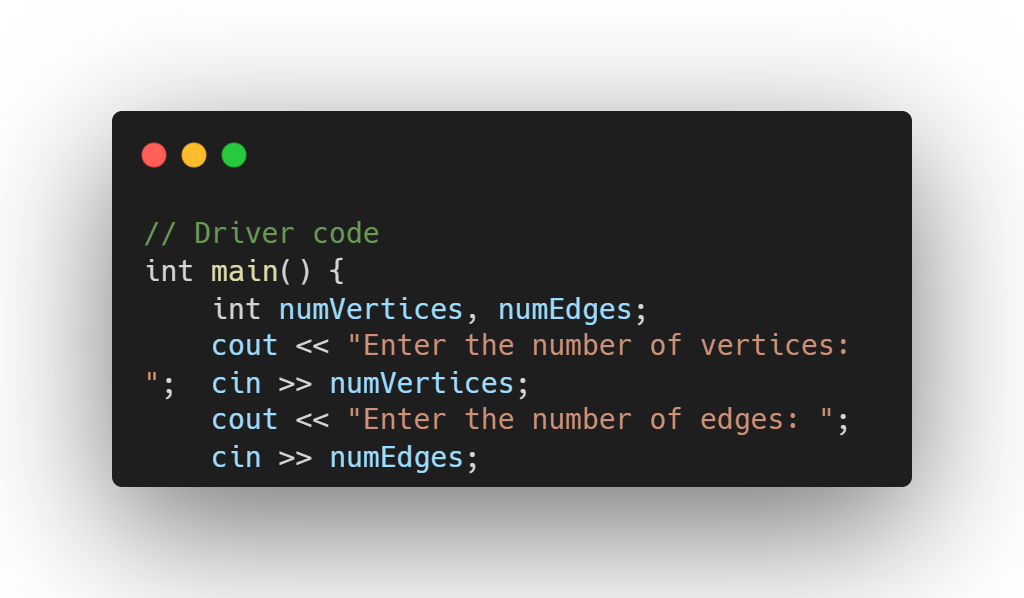 // Driver code
int main() {
    int numVertices, numEdges;
    cout << "Enter the number of vertices:
";  cin >> numVertices;
    cout << "Enter the number of edges: ";
    cin >> numEdges;